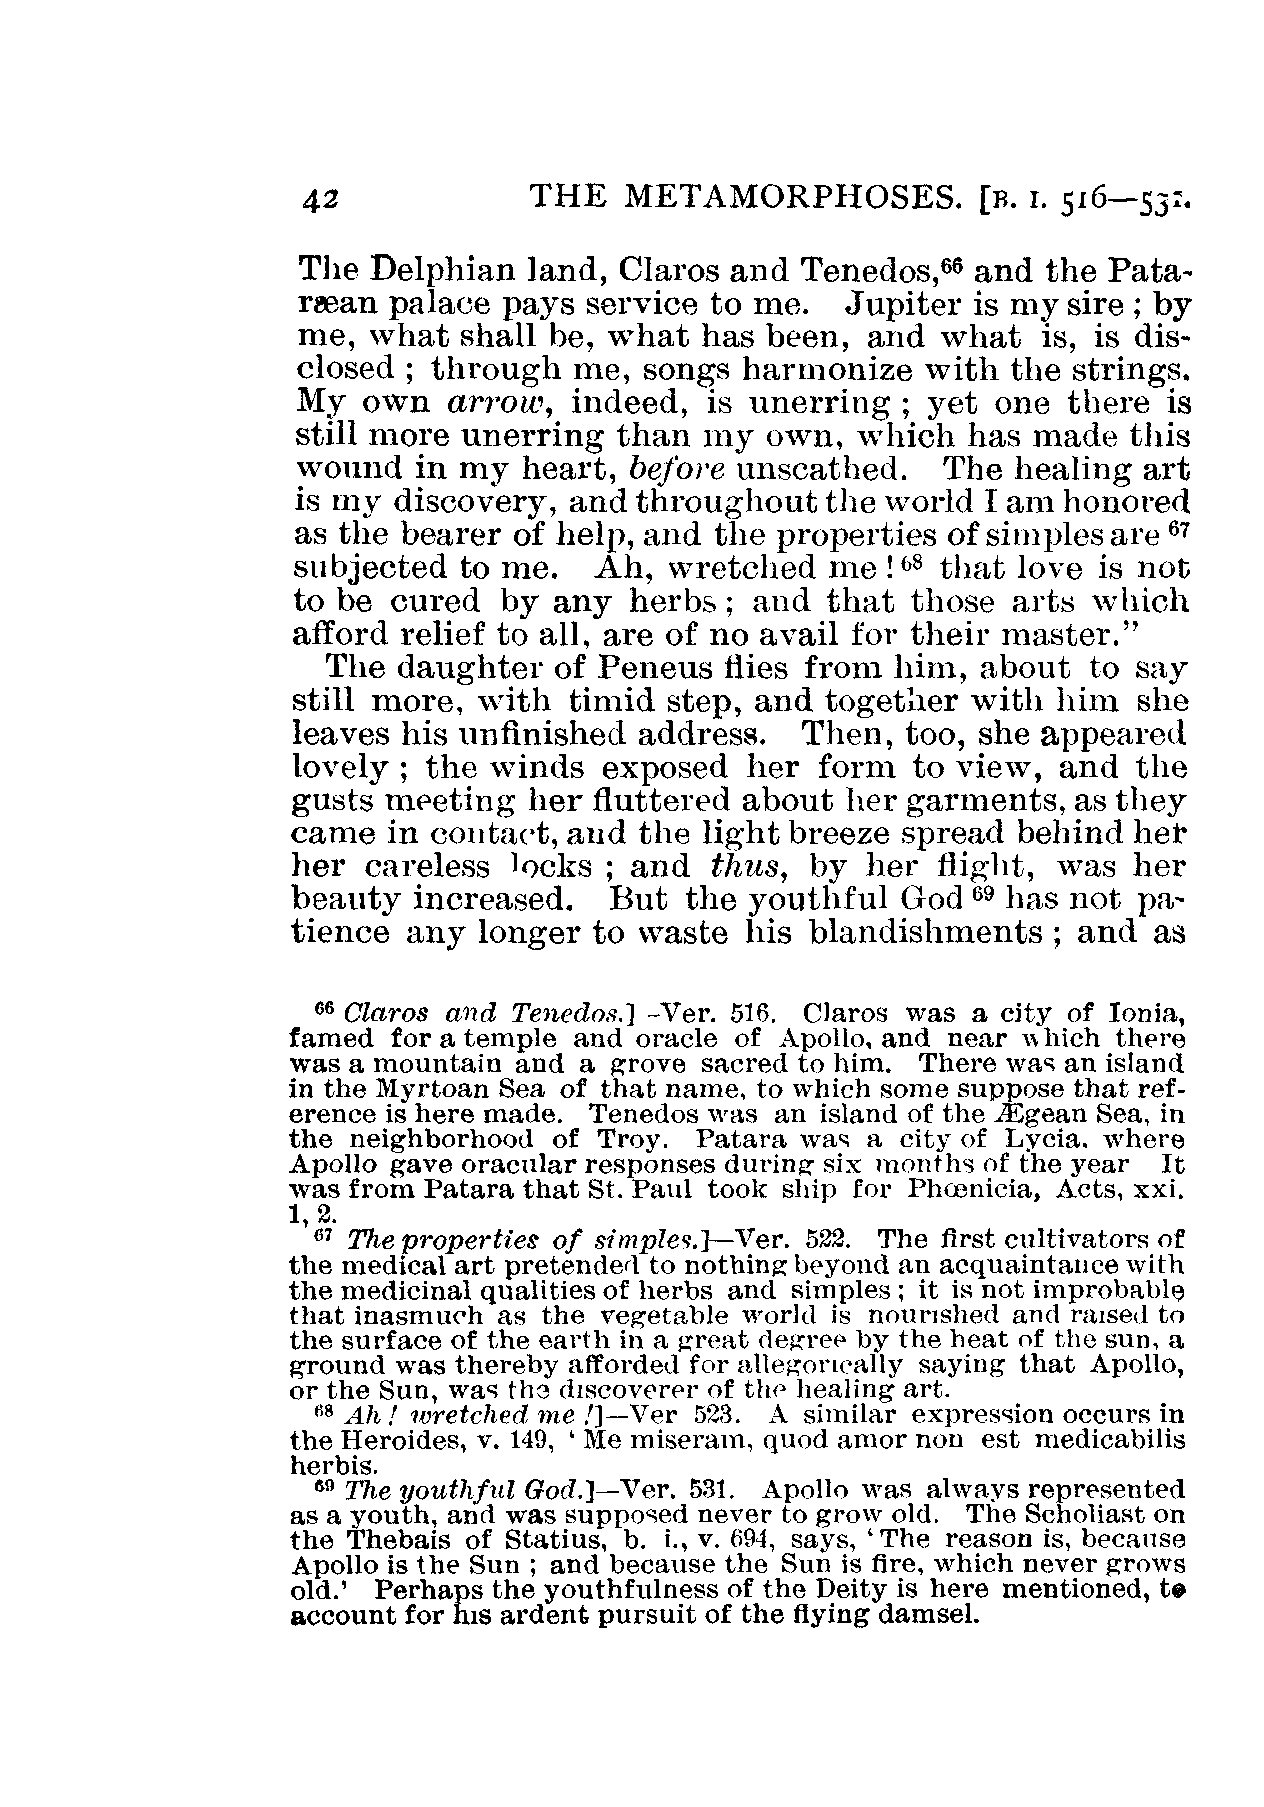 42 THE METAMORPHOSES. [B. I. 516—53
The Delphian land, Claros and Tenedos,⁶⁶ and the Pata-
ræan palace pays service to me. Jupiter is my sire ; by
me, what shall be, what has been, and what is, is dis-
closed ; through me, songs harmonize with the strings.
My own arrow, indeed, is unerring ; yet one there is
still more unerring than my own, which has made this
wound in my heart, before unscathed. The healing art
is my discovery, and throughout the world I am honored
as the bearer of help, and the properties of simples are ⁶⁷
subjected to me. Ah, wretched me ! ⁶⁸ that love is not
to be cured by any herbs ; and that those arts which
afford relief to all, are of no avail for their master."
The daughter of Peneus flies from him, about to say
still more, with timid step, and together with him she
leaves his unfinished address. Then, too, she appeared
lovely ; the winds exposed her form to view, and the
gusts meeting her fluttered about her garments, as they
came in contact, and the light breeze spread behind her
her careless locks ; and thus, by her flight, was her
beauty increased. But the youthful God ⁶⁹ has not pa-
tience any longer to waste his blandishments ; and as
⁶⁶ Claros and Tenedos.] -Ver. 516. Claros was a city of Ionia,
famed for a temple and oracle of Apollo, and near which there
was a mountain and a grove sacred to him. There was an island
in the Myrtoan Sea of that name, to which some suppose that ref-
erence is here made. Tenedos was an island of the Ægean Sea, in
the neighborhood of Troy. Patara was a city of Lycia. where
Apollo gave oracular responses during six months of the year It
was from Patara that St. Paul took ship for Phœnicia, Acts, xxi.
1, 2.
⁶⁷ The properties of simples.]—Ver. 522. The first cultivators of
the medical art pretended to nothing beyond an acquaintance with
the medicinal qualities of herbs and simples ; it is not improbable
that inasmuch as the vegetable world is nourished and raised to
the surface of the earth in a great degree by the heat of the sun, a
ground was thereby afforded for allegorically saying that Apollo,
or the Sun, was the discoverer of the healing art.
⁶⁸ Ah ! wretched me !]—Ver 523. A similar expression occurs in
the Heroides, v. 149, ' Me miseram, quod amor non est medicabilis
herbis.
⁶⁹ The youthful God.]—Ver. 531. Apollo was always represented
as a youth, and was supposed never to grow old. The Scholiast on
the Thebais of Statius, b. i., v. 694, says, ' The reason is, because
Apollo is the Sun ; and because the Sun is fire, which never grows
old.' Perhaps the youthfulness of the Deity is here mentioned, to
account for his ardent pursuit of the flying damsel.